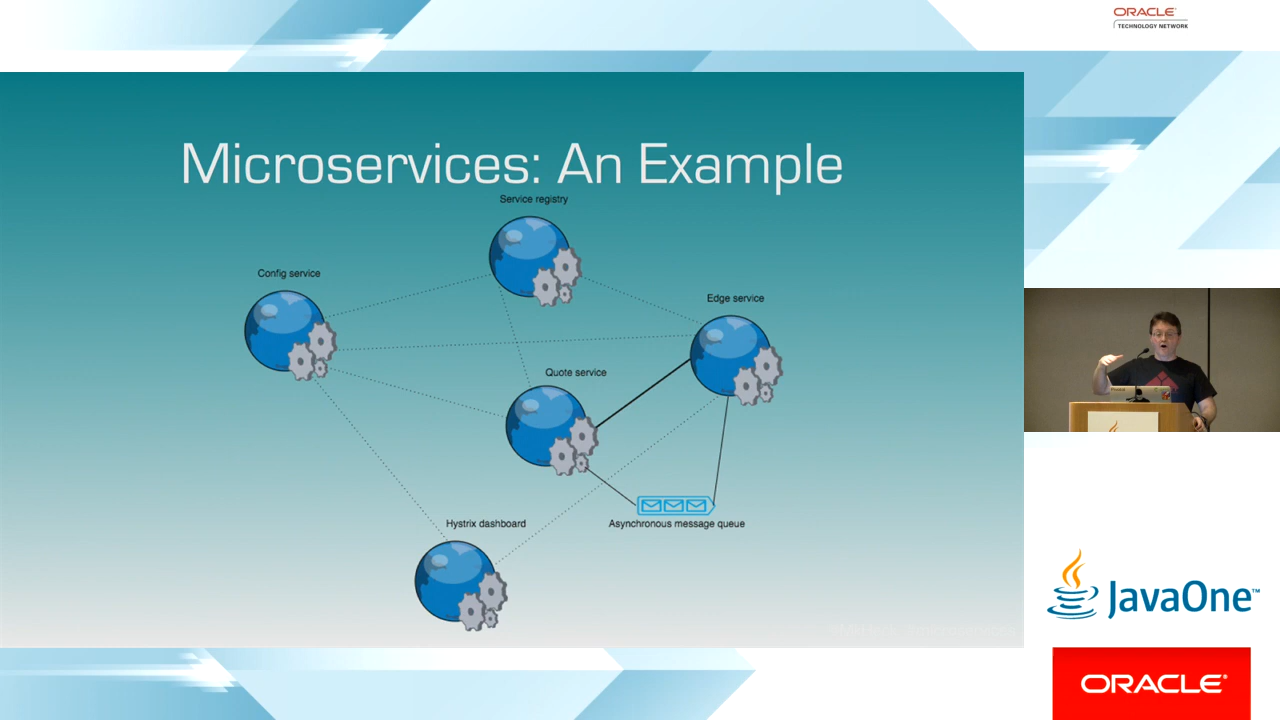 ORACLE
TECHNOLOGY NETWORK
Microservices: An Example
Service registry
Config service
Edge service
Quote service
Hystrix dashboard
Asynchronous message queue
JavaOne™
ORACLE®